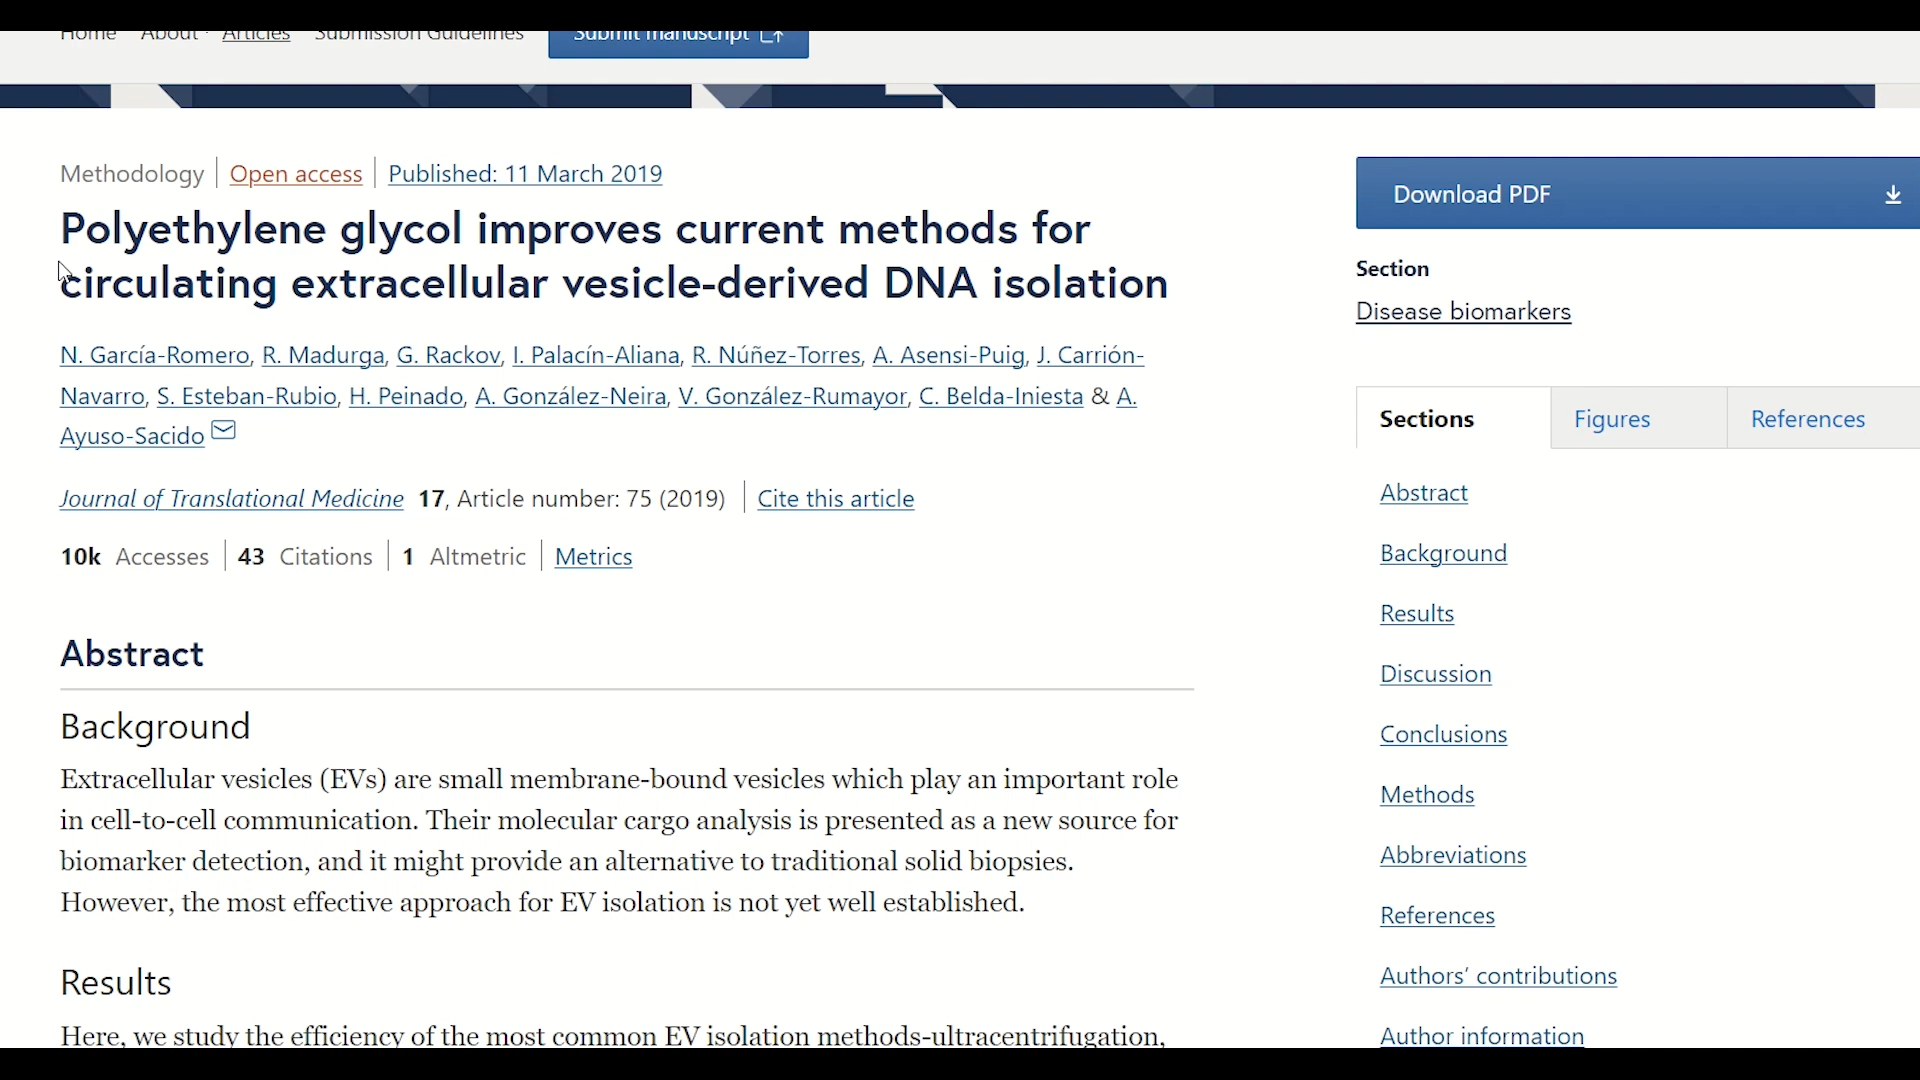 Home About Articles Submission Guidelines Submit manuscript
Methodology Open access Published: 11 March 2019
Polyethylene glycol improves current methods for
circulating extracellular vesicle-derived DNA isolation
N. García-Romero, R. Madurga, G. Rackov, I. Palacín-Aliana, R. Núñez-Torres, A. Asensi-Puig, J. Carrión-
Navarro, S. Esteban-Rubio, H. Peinado, A. González-Neira, V. González-Rumayor, C. Belda-Iniesta & A.
Ayuso-Sacido
Journal of Translational Medicine 17, Article number: 75 (2019) Cite this article
10k Accesses 43 Citations 1 Altmetric Metrics
Abstract
Background
Extracellular vesicles (EVs) are small membrane-bound vesicles which play an important role
in cell-to-cell communication. Their molecular cargo analysis is presented as a new source for
biomarker detection, and it might provide an alternative to traditional solid biopsies.
However, the most effective approach for EV isolation is not yet well established.
Results
Here, we study the efficiency of the most common EV isolation methods-ultracentrifugation,
Download PDF
Section
Disease biomarkers
Sections Figures References
Abstract
Background
Results
Discussion
Conclusions
Methods
Abbreviations
References
Authors' contributions
Author information